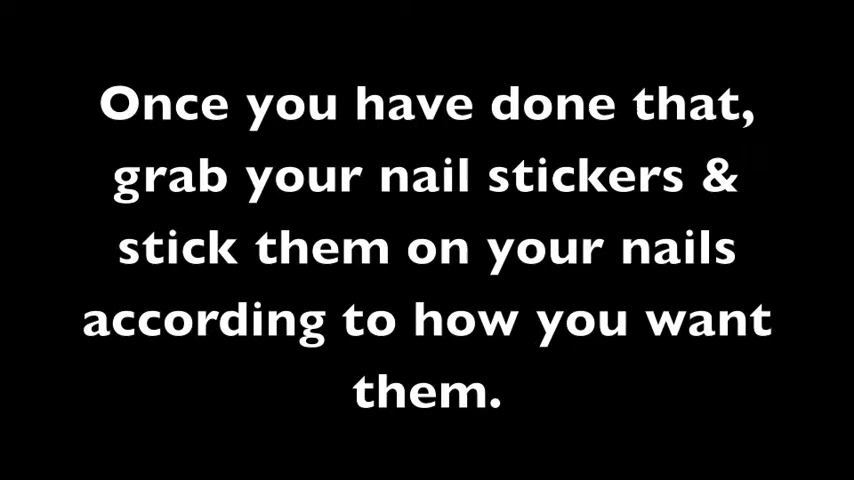 Once you have done that,
grab your nail stickers &
stick them on your nails
according to how you want
them.